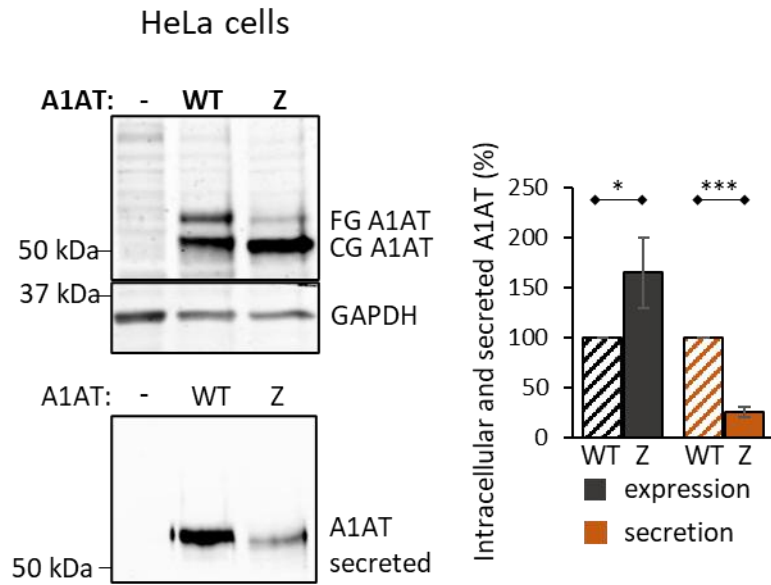 HeLa cells
A1AT: - WT Z
FG A1AT
50 kDa CG A1AT
37 kDa
GAPDH
A1AT: - WT Z
A1AT
secreted
50 kDa
Intracellular and secreted A1AT (%)
* ***
250
200
150
100
50
0
WT Z WT Z
expression
secretion